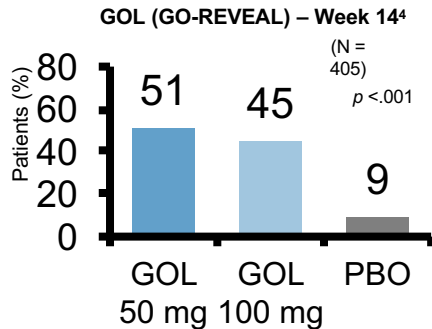 GOL (GO-REVEAL) – Week 14⁴
(N =
405)
p <.001
Patients (%)
80
60
40
20
0
51
45
9
GOL
50 mg
GOL
100 mg
PBO